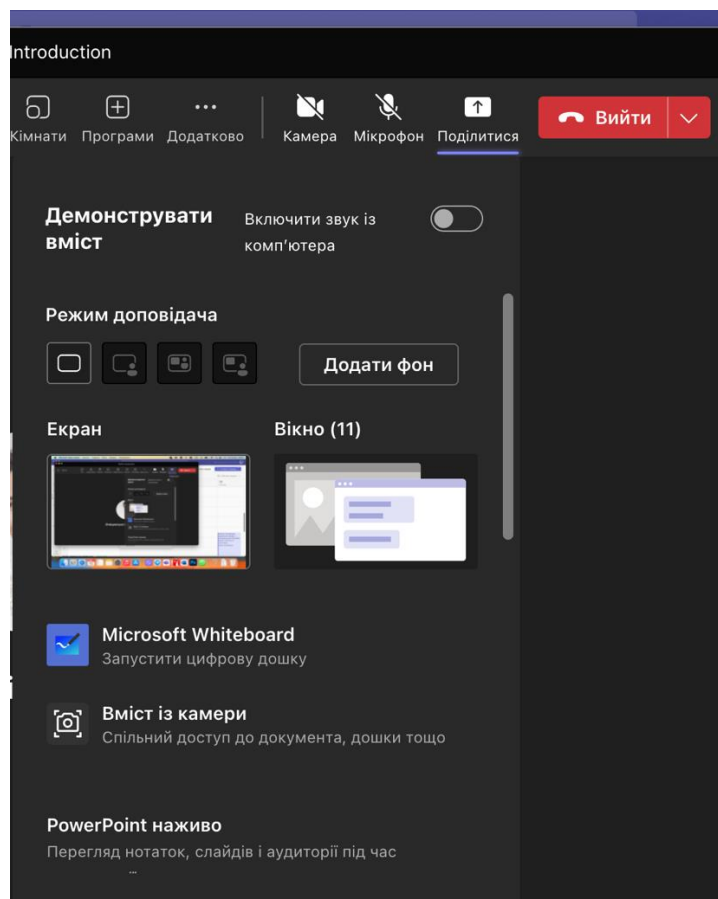 Introduction
Кімнати Програми Додатково Камера Мікрофон Поділитися Вийти
Демонструвати
вміст
Включити звук із
комп'ютера
Режим доповідача
Додати фон
Екран Вікно (11)
Microsoft Whiteboard
Запустити цифрову дошку
Вміст із камери
Спільний доступ до документа, дошки тощо
PowerPoint наживо
Перегляд нотаток, слайдів і аудиторії під час